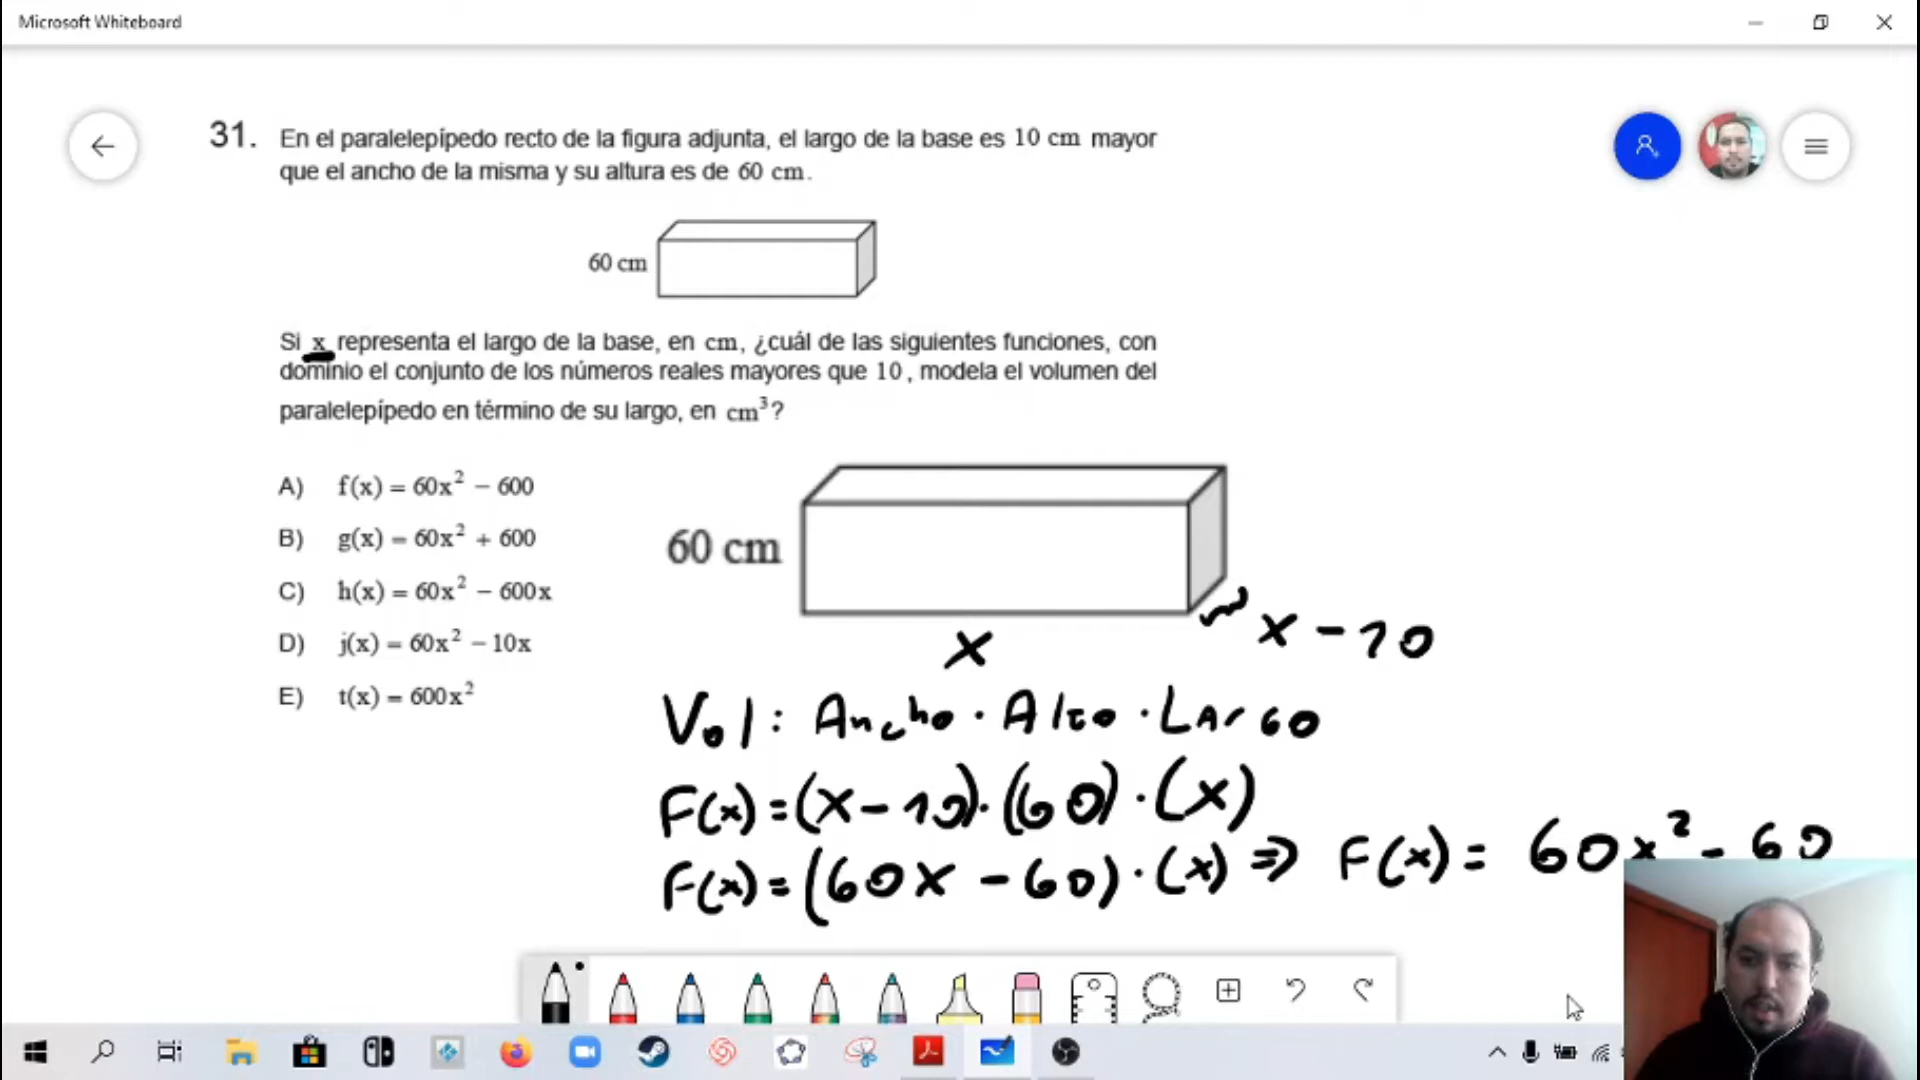 Microsoft Whiteboard
31. En el paralelepípedo recto de la figura adjunta, el largo de la base es 10 cm mayor
que el ancho de la misma y su altura es de 60 cm.
60 cm
Si x representa el largo de la base, en cm, ¿cuál de las siguientes funciones, con
dominio el conjunto de los números reales mayores que 10, modela el volumen del
paralelepípedo en término de su largo, en cm³?
A) f(x) = 60x² − 600
B) g(x) = 60x² + 600
C) h(x) = 60x² − 600x
D) j(x) = 60x² − 10x
E) t(x) = 600x²
60 cm
x
x − 10
Vol: Ancho · Alto · Largo
F(x) = (x − 10) · (60) · (x)
F(x) = (60x − 60) · (x) ⇒ F(x) = 60x² − 60